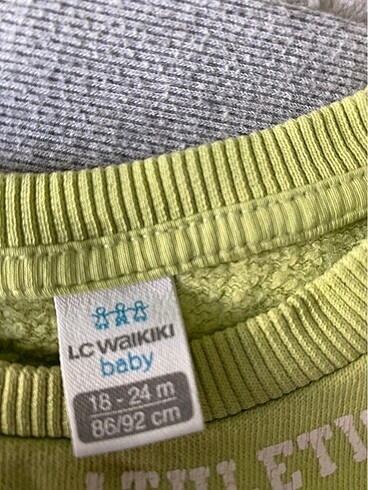 LC WAIKIKI
baby
18 - 24 m
86/92 cm